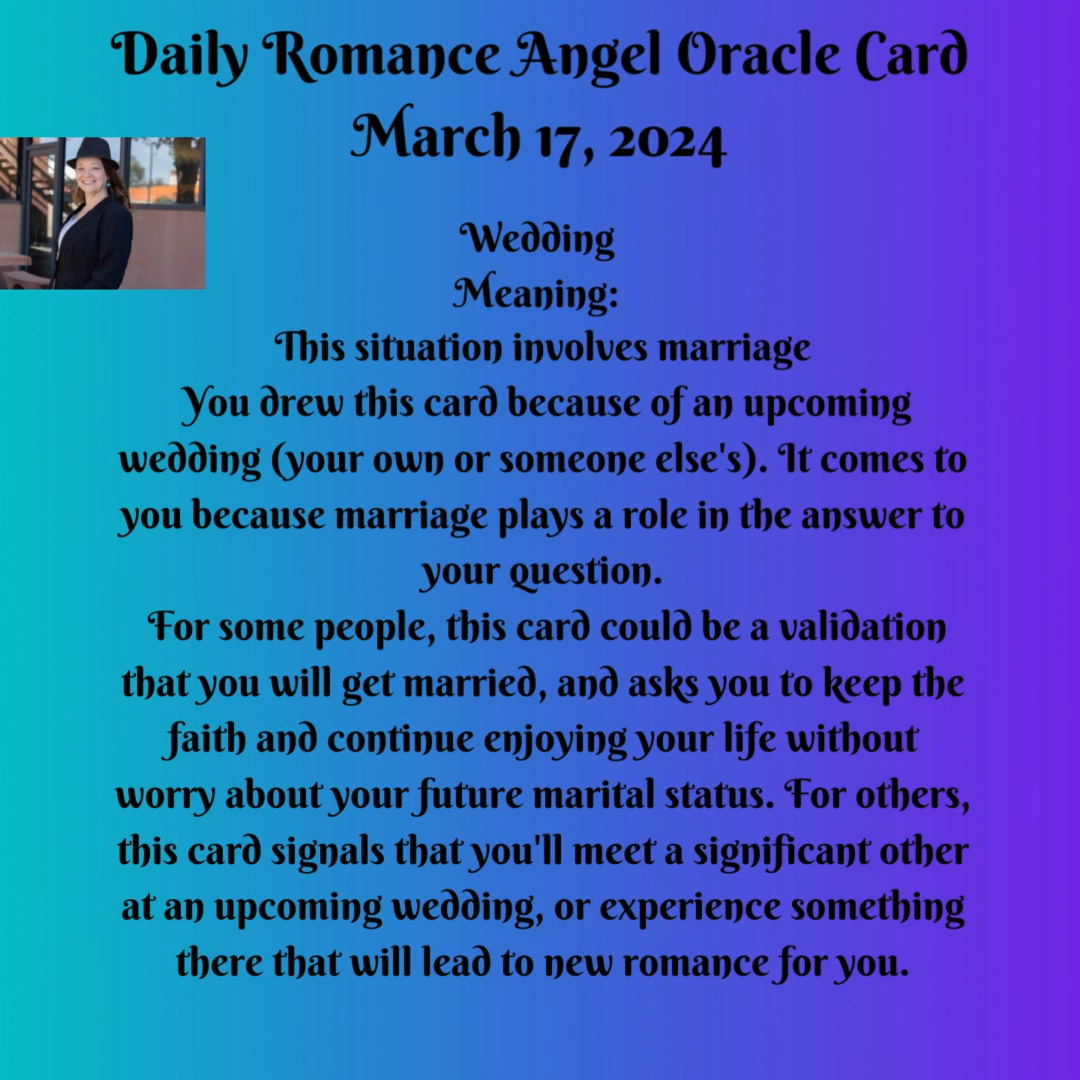 Daily Romance Angel Oracle Card
March 17, 2024
Wedding
Meaning:
This situation involves marriage
You drew this card because of an upcoming
wedding (your own or someone else's). It comes to
you because marriage plays a role in the answer to
your question.
For some people, this card could be a validation
that you will get married, and asks you to keep the
faith and continue enjoying your life without
worry about your future marital status. For others,
this card signals that you'll meet a significant other
at an upcoming wedding, or experience something
there that will lead to new romance for you.